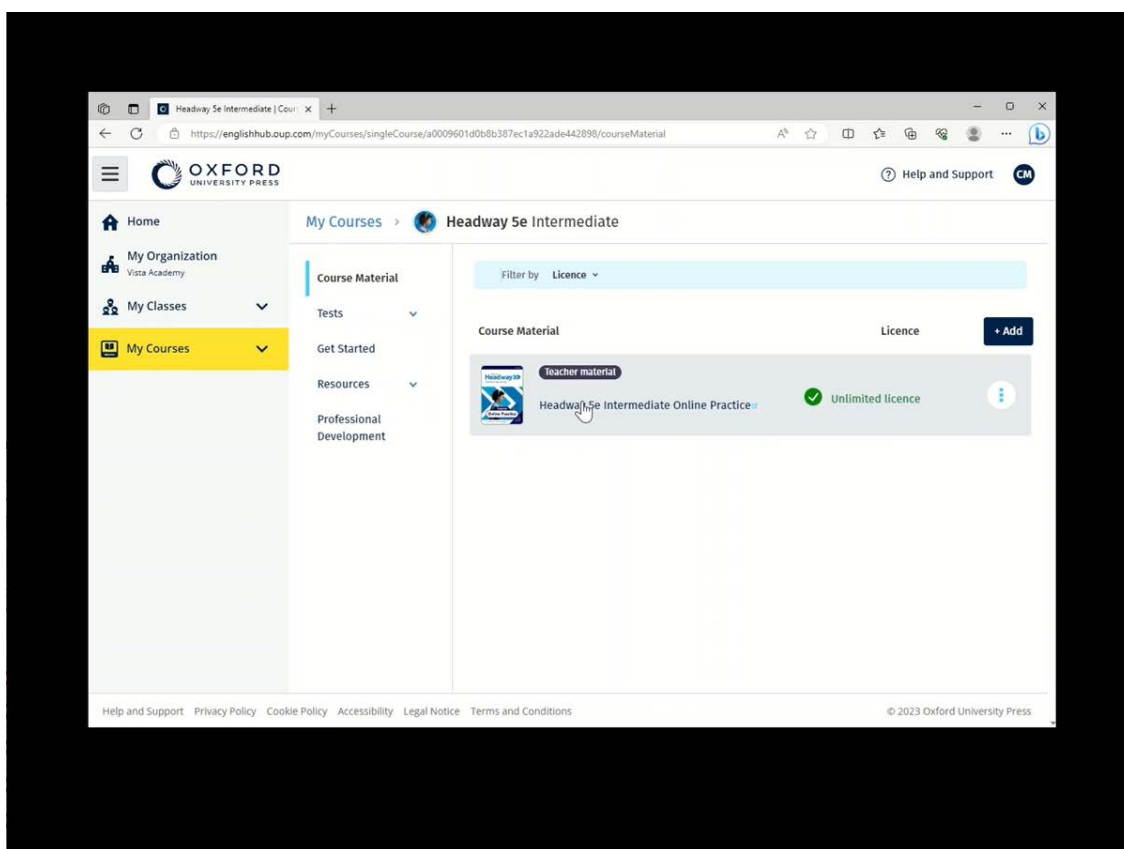 Headway 5e Intermediate | Cour
https://englishhub.oup.com/myCourses/singleCourse/a0009601d0b8b387ec1a922ade442898/courseMaterial
OXFORD
UNIVERSITY PRESS
Help and Support
CM
Home
My Organization
Vista Academy
My Classes
My Courses
My Courses > Headway 5e Intermediate
Course Material
Tests
Get Started
Resources
Professional
Development
Filter by Licence
Course Material Licence + Add
Headway
Online Practice
Teacher material
Headway 5e Intermediate Online Practice
Unlimited licence
Help and Support Privacy Policy Cookie Policy Accessibility Legal Notice Terms and Conditions © 2023 Oxford University Press